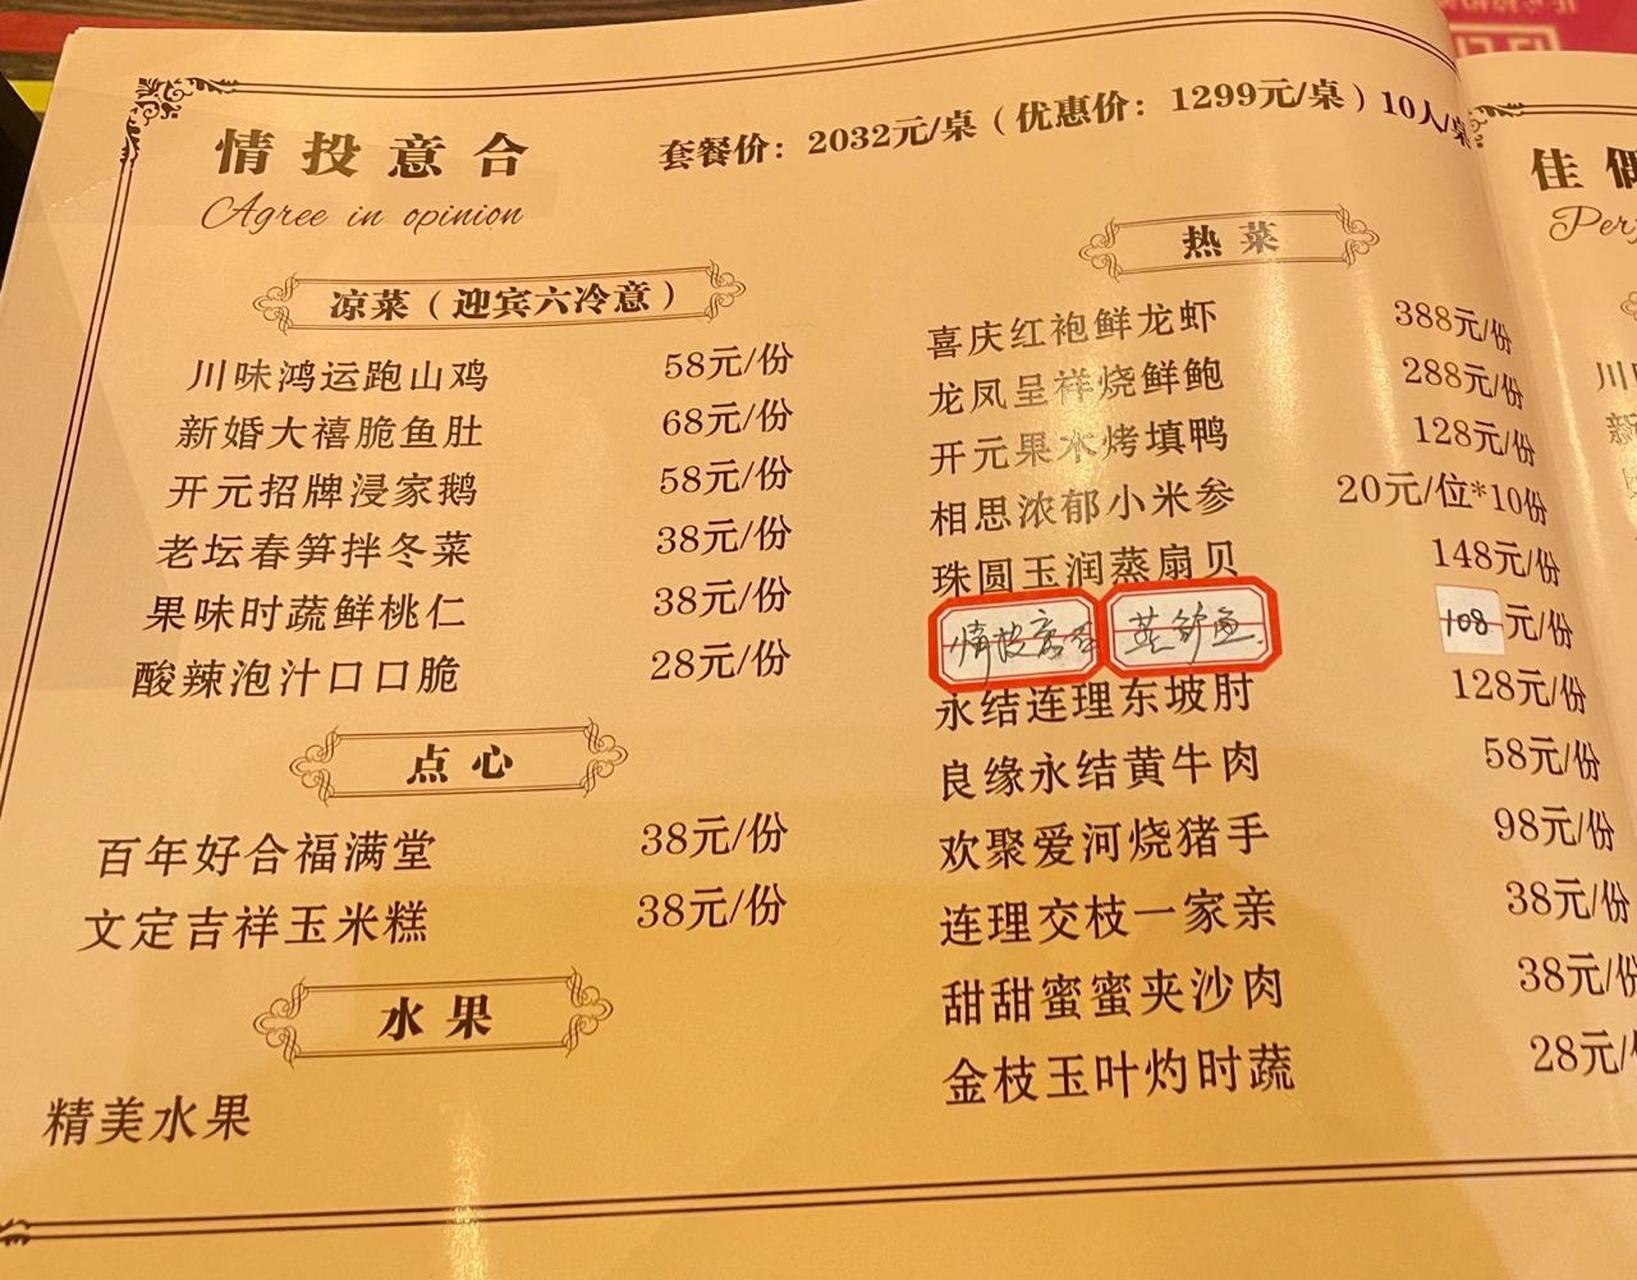 情投意合
Agree in opinion
套餐价：2032元/桌（优惠价：1299元/桌）10人/桌
凉菜（迎宾六冷意）
川味鸿运跑山鸡 58元/份
新婚大禧脆鱼肚 68元/份
开元招牌浸家鹅 58元/份
老坛春笋拌冬菜 38元/份
果味时蔬鲜桃仁 38元/份
酸辣泡汁口口脆 28元/份
点心
百年好合福满堂 38元/份
文定吉祥玉米糕 38元/份
水果
精美水果
热菜
喜庆红袍鲜龙虾 388元/份
龙凤呈祥烧鲜鲍 288元/份
开元果木烤填鸭 128元/份
相思浓郁小米参 20元/位*10份
珠圆玉润蒸扇贝 148元/份
蒸鲈鱼 108元/份
永结连理东坡肘 128元/份
良缘永结黄牛肉 58元/份
欢聚爱河烧猪手 98元/份
连理交枝一家亲 38元/份
甜甜蜜蜜夹沙肉 38元/份
金枝玉叶灼时蔬 28元/
佳偶
Per
川
新